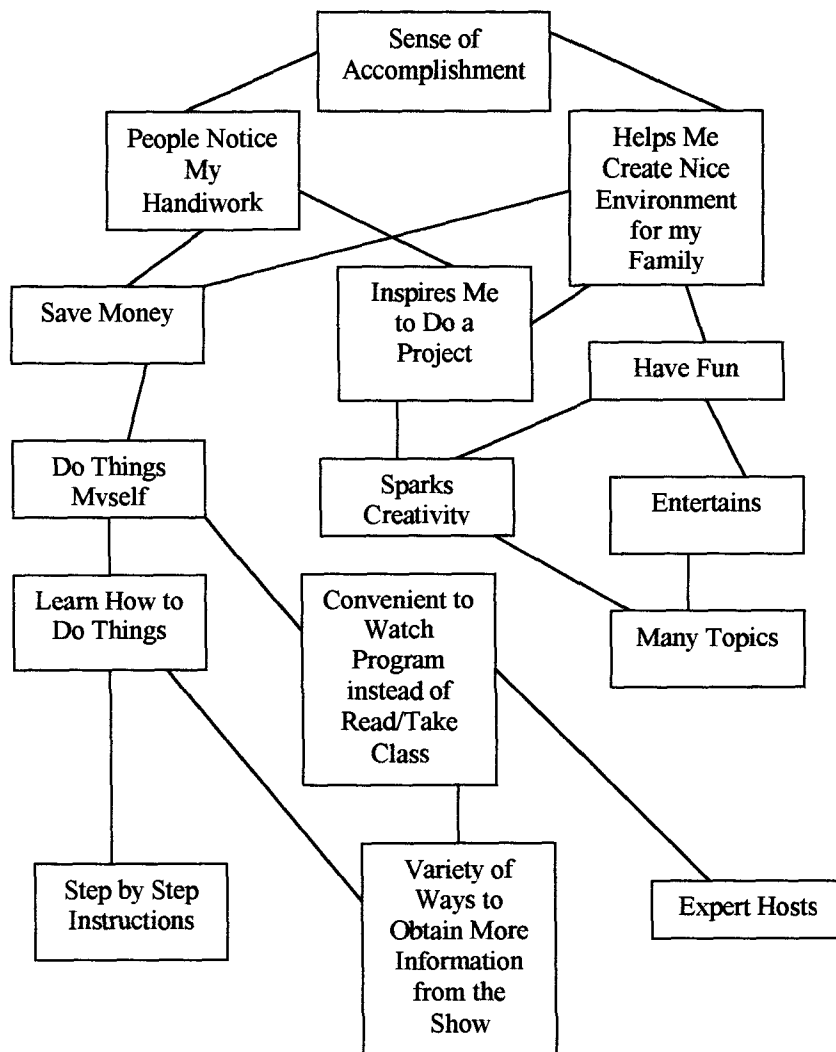 Sense of
Accomplishment
People Notice
My
Handiwork
Helps Me
Create Nice
Environment
for my
Family
Save Money
Inspires Me
to Do a
Project
Have Fun
Do Things
Myself
Sparks
Creativity
Entertains
Learn How to
Do Things
Convenient to
Watch
Program
instead of
Read/Take
Class
Many Topics
Step by Step
Instructions
Variety of
Ways to
Obtain More
Information
from the
Show
Expert Hosts